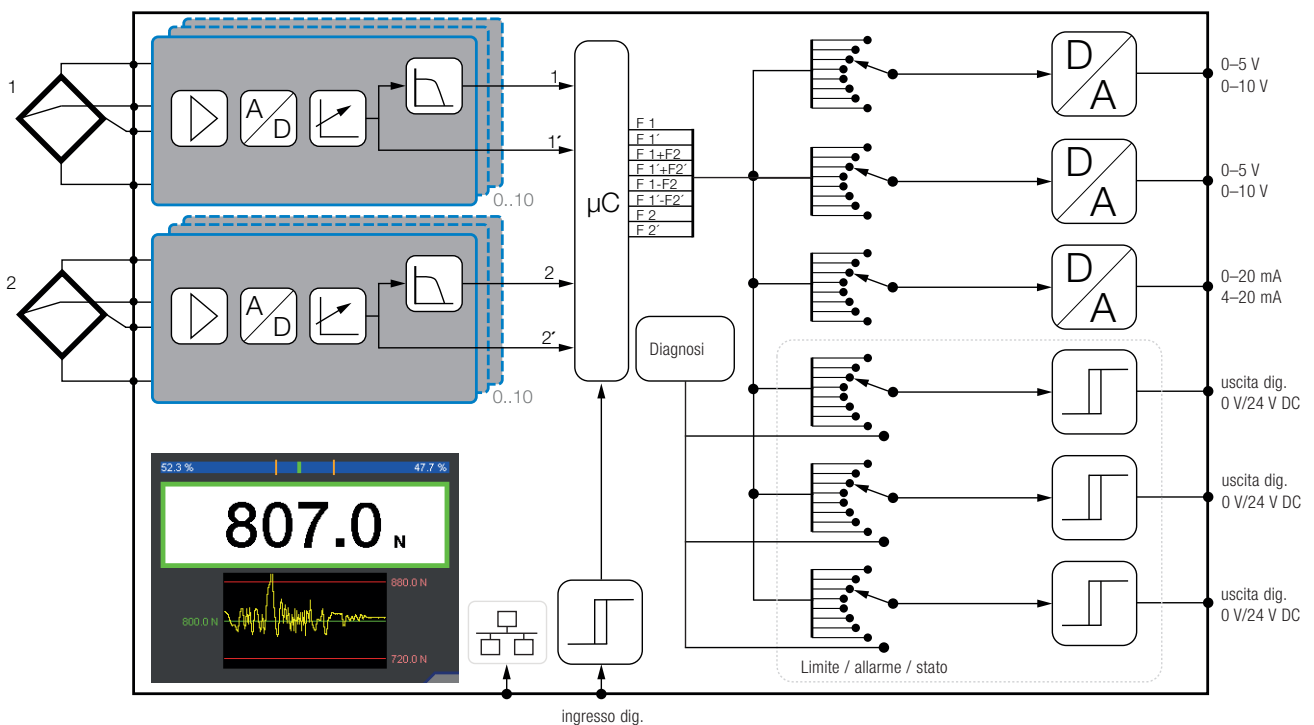 1
A
D
1
1´
0..10
2
A
D
2
2´
0..10
µC
F 1
F 1´
F 1+F2
F 1´+F2´
F 1-F2
F 1´-F2´
F 2
F 2´
Diagnosi
D
A
0–5 V
0–10 V
D
A
0–5 V
0–10 V
D
A
0–20 mA
4–20 mA
uscita dig.
0 V/24 V DC
uscita dig.
0 V/24 V DC
uscita dig.
0 V/24 V DC
Limite / allarme / stato
52.3 %
47.7 %
807.0 N
880.0 N
800.0 N
720.0 N
ingresso dig.